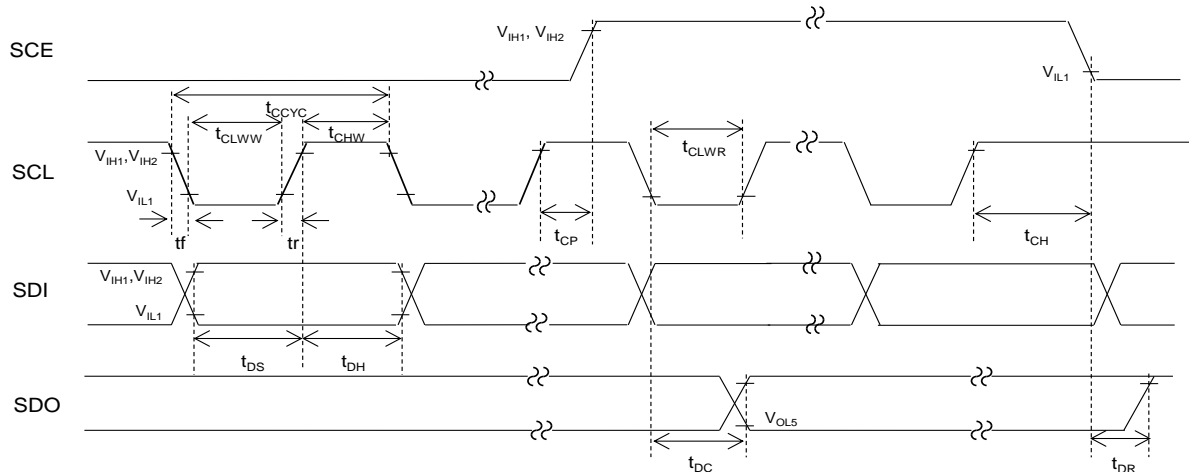 SCE
V_IH1, V_IH2
V_IL1
t_CCYC
t_CLWW
t_CHW
t_CLWR
SCL
V_IH1,V_IH2
V_IL1
tf
tr
t_CP
t_CH
SDI
V_IH1,V_IH2
V_IL1
t_DS
t_DH
SDO
V_OL5
t_DC
t_DR